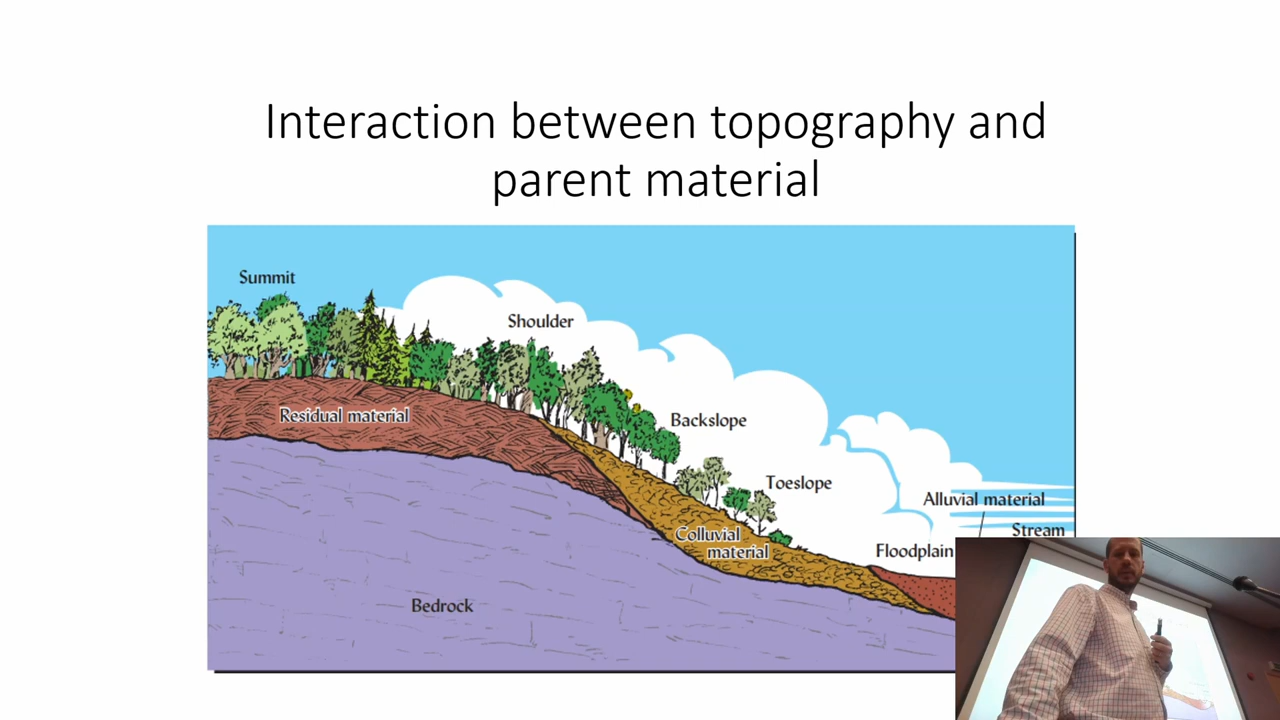 Interaction between topography and
parent material
Summit
Shoulder
Residual material
Backslope
Toeslope
Alluvial material
Stream
Colluvial
material
Floodplain
Bedrock